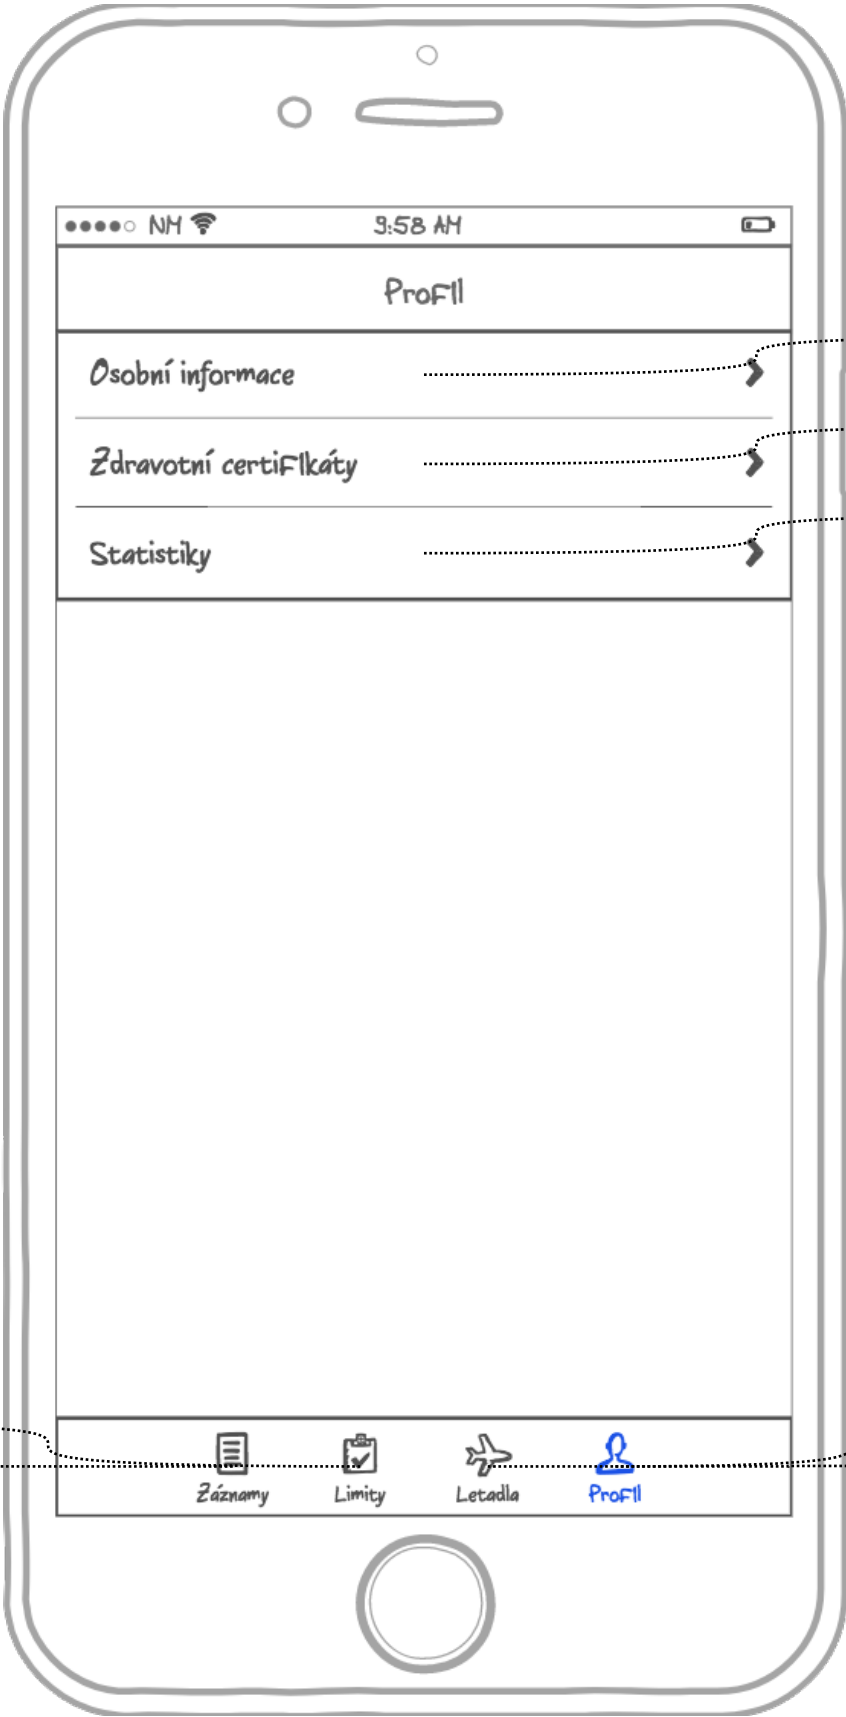 NM 9:58 AM
Profil
Osobní informace
Zdravotní certifikáty
Statistiky
Záznamy Limity Letadla Profil